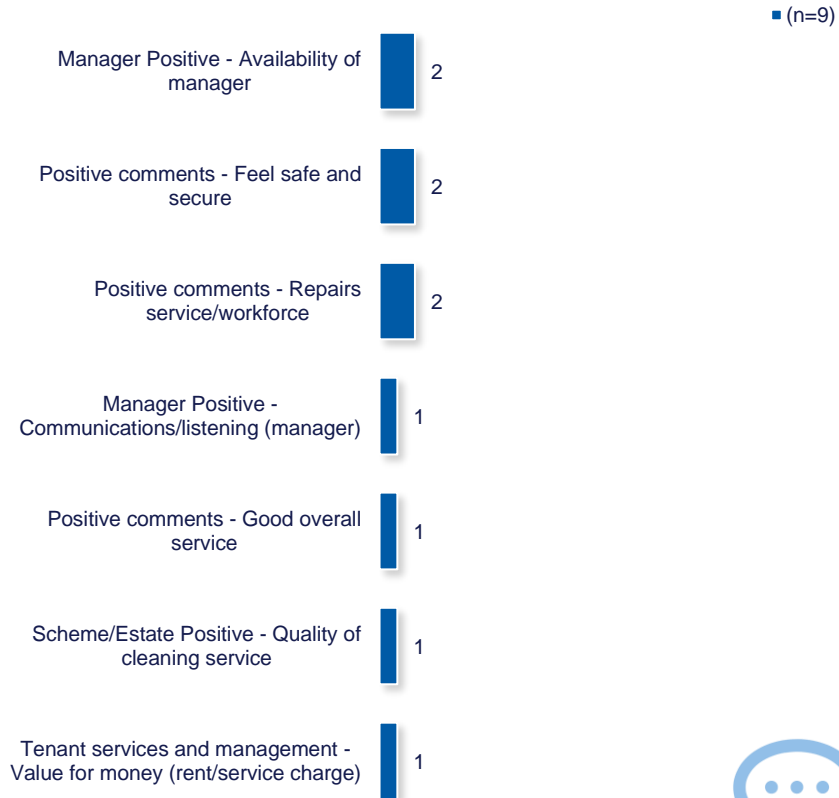 (n=9)
Manager Positive - Availability of
manager
2
Positive comments - Feel safe and
secure
2
Positive comments - Repairs
service/workforce
2
Manager Positive -
Communications/listening (manager)
1
Positive comments - Good overall
service
1
Scheme/Estate Positive - Quality of
cleaning service
1
Tenant services and management -
Value for money (rent/service charge)
1